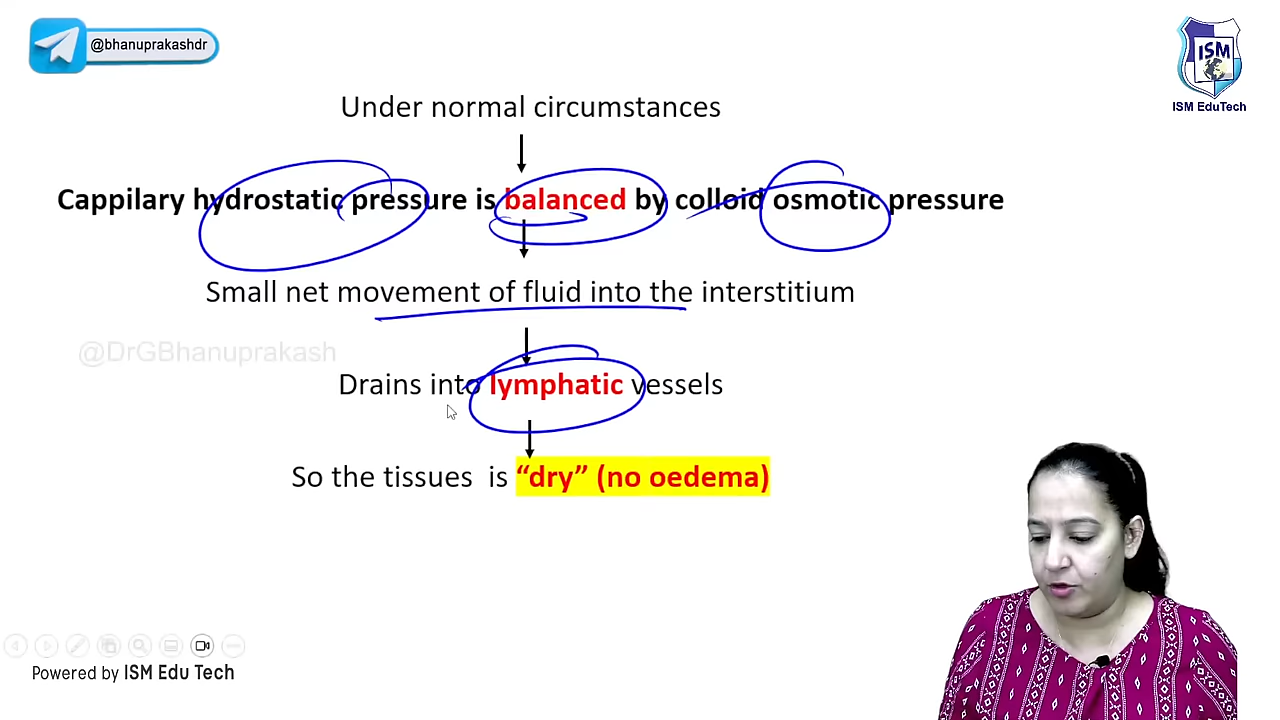 @bhanuprakashdr
ISM
ISM EduTech
Under normal circumstances
Cappilary hydrostatic pressure is balanced by colloid osmotic pressure
Small net movement of fluid into the interstitium
@DrGBhanuprakash
Drains into lymphatic vessels
So the tissues is “dry” (no oedema)
Powered by ISM Edu Tech